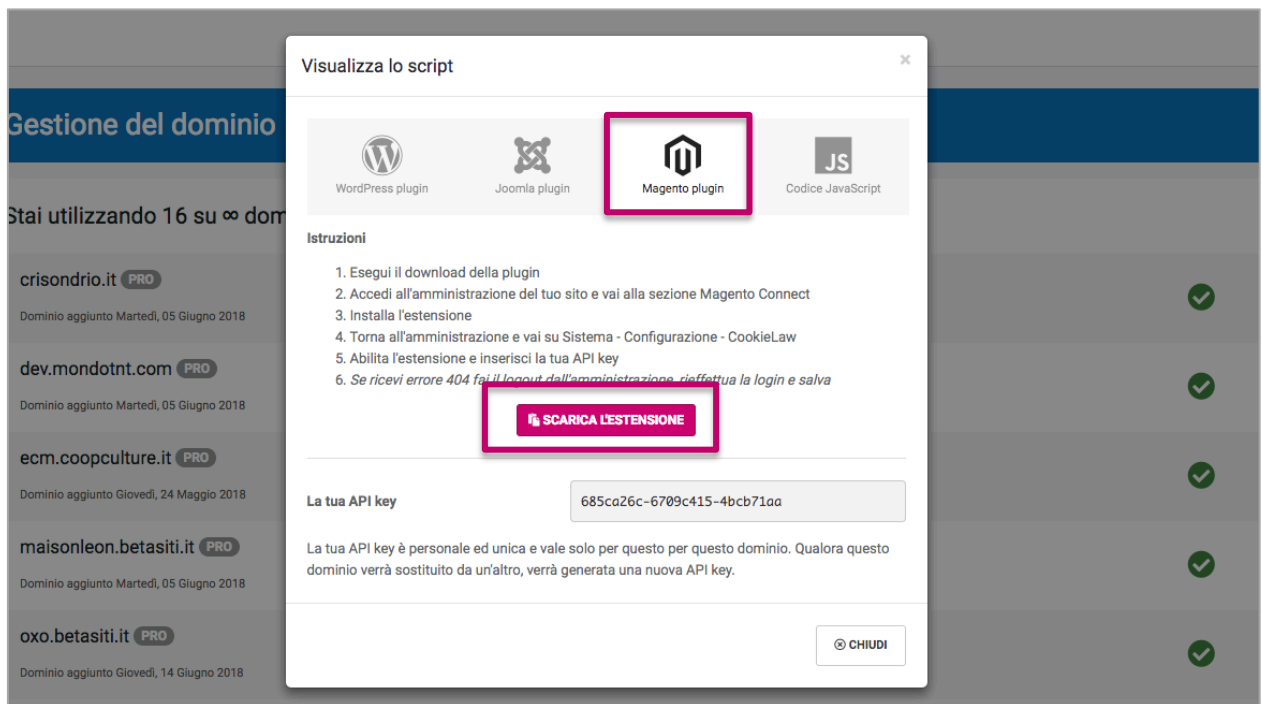 Visualizza lo script
×
Gestione del dominio
WordPress plugin
Joomla plugin
Magento plugin
JS
Codice JavaScript
Stai utilizzando 16 su ∞ dom
Istruzioni
1. Esegui il download della plugin
2. Accedi all'amministrazione del tuo sito e vai alla sezione Magento Connect
3. Installa l'estensione
4. Torna all'amministrazione e vai su Sistema - Configurazione - CookieLaw
5. Abilita l'estensione e inserisci la tua API key
6. Se ricevi errore 404 fai il logout dall'amministrazione, rieffettua la login e salva
SCARICA L'ESTENSIONE
La tua API key
685ca26c-6709c415-4bcb71aa
La tua API key è personale ed unica e vale solo per questo per questo dominio. Qualora questo
dominio verrà sostituito da un'altro, verrà generata una nuova API key.
CHIUDI
crisondrio.it PRO
Dominio aggiunto Martedì, 05 Giugno 2018
dev.mondotnt.com PRO
Dominio aggiunto Martedì, 05 Giugno 2018
ecm.coopculture.it PRO
Dominio aggiunto Giovedì, 24 Maggio 2018
maisonleon.betasiti.it PRO
Dominio aggiunto Martedì, 05 Giugno 2018
oxo.betasiti.it PRO
Dominio aggiunto Giovedì, 14 Giugno 2018